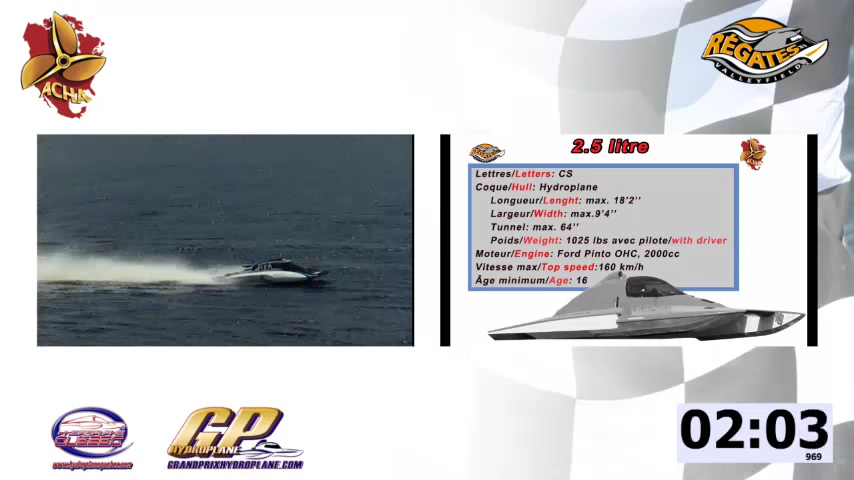 ACHA
RÉGATES
VALLEYFIELD
RÉGATES
2.5 litre
ACHA
Lettres/Letters: CS
Coque/Hull: Hydroplane
Longueur/Lenght: max. 18'2''
Largeur/Width: max.9'4''
Tunnel: max. 64''
Poids/Weight: 1025 lbs avec pilote/with driver
Moteur/Engine: Ford Pinto OHC, 2000cc
Vitesse max/Top speed:160 km/h
Âge minimum/Age: 16
GP
HYDROPLANE
GRANDPRIXHYDROPLANE.COM
02:03
969